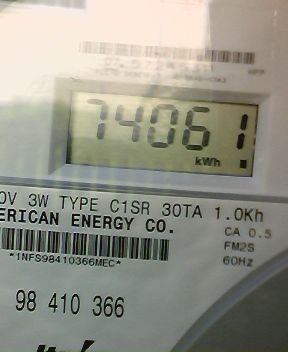 74061
kWh
0V 3W TYPE C1SR 30TA 1.0Kh
ERICAN ENERGY CO.
CA 0.5
FM2S
60Hz
*1NFS98410366MEC*
98 410 366